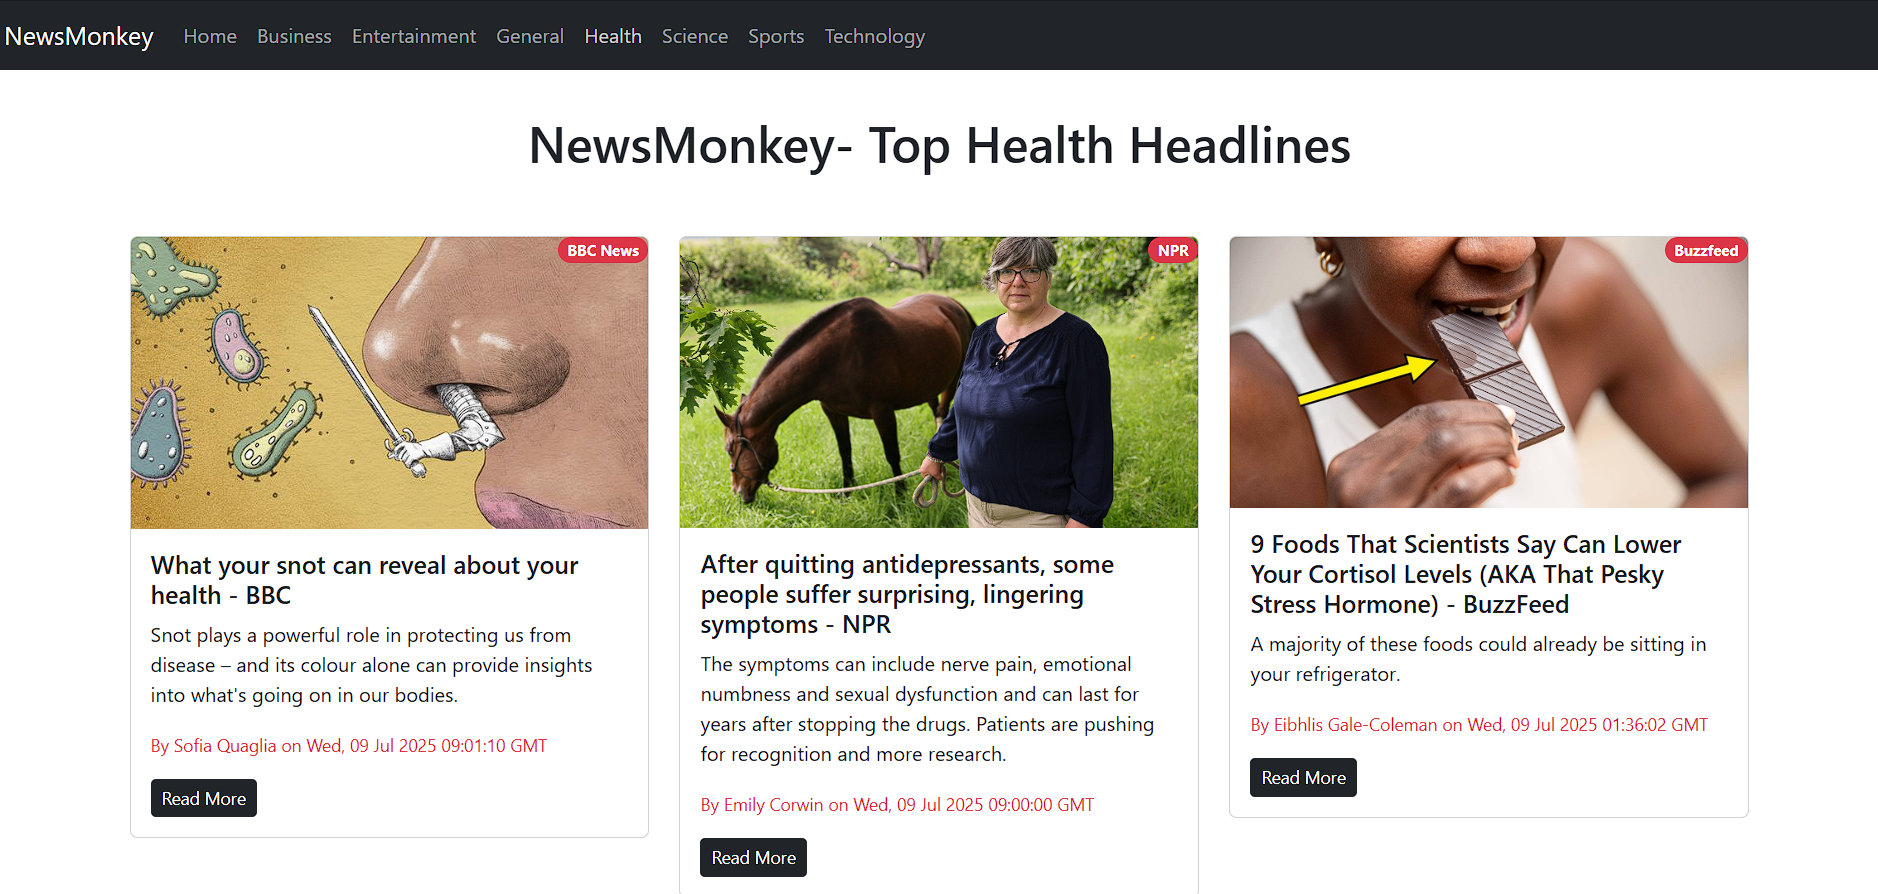 NewsMonkey Home Business Entertainment General Health Science Sports Technology
NewsMonkey- Top Health Headlines
BBC News
What your snot can reveal about your
health - BBC
Snot plays a powerful role in protecting us from
disease – and its colour alone can provide insights
into what's going on in our bodies.
By Sofia Quaglia on Wed, 09 Jul 2025 09:01:10 GMT
Read More
NPR
After quitting antidepressants, some
people suffer surprising, lingering
symptoms - NPR
The symptoms can include nerve pain, emotional
numbness and sexual dysfunction and can last for
years after stopping the drugs. Patients are pushing
for recognition and more research.
By Emily Corwin on Wed, 09 Jul 2025 09:00:00 GMT
Read More
Buzzfeed
9 Foods That Scientists Say Can Lower
Your Cortisol Levels (AKA That Pesky
Stress Hormone) - BuzzFeed
A majority of these foods could already be sitting in
your refrigerator.
By Eibhlis Gale-Coleman on Wed, 09 Jul 2025 01:36:02 GMT
Read More